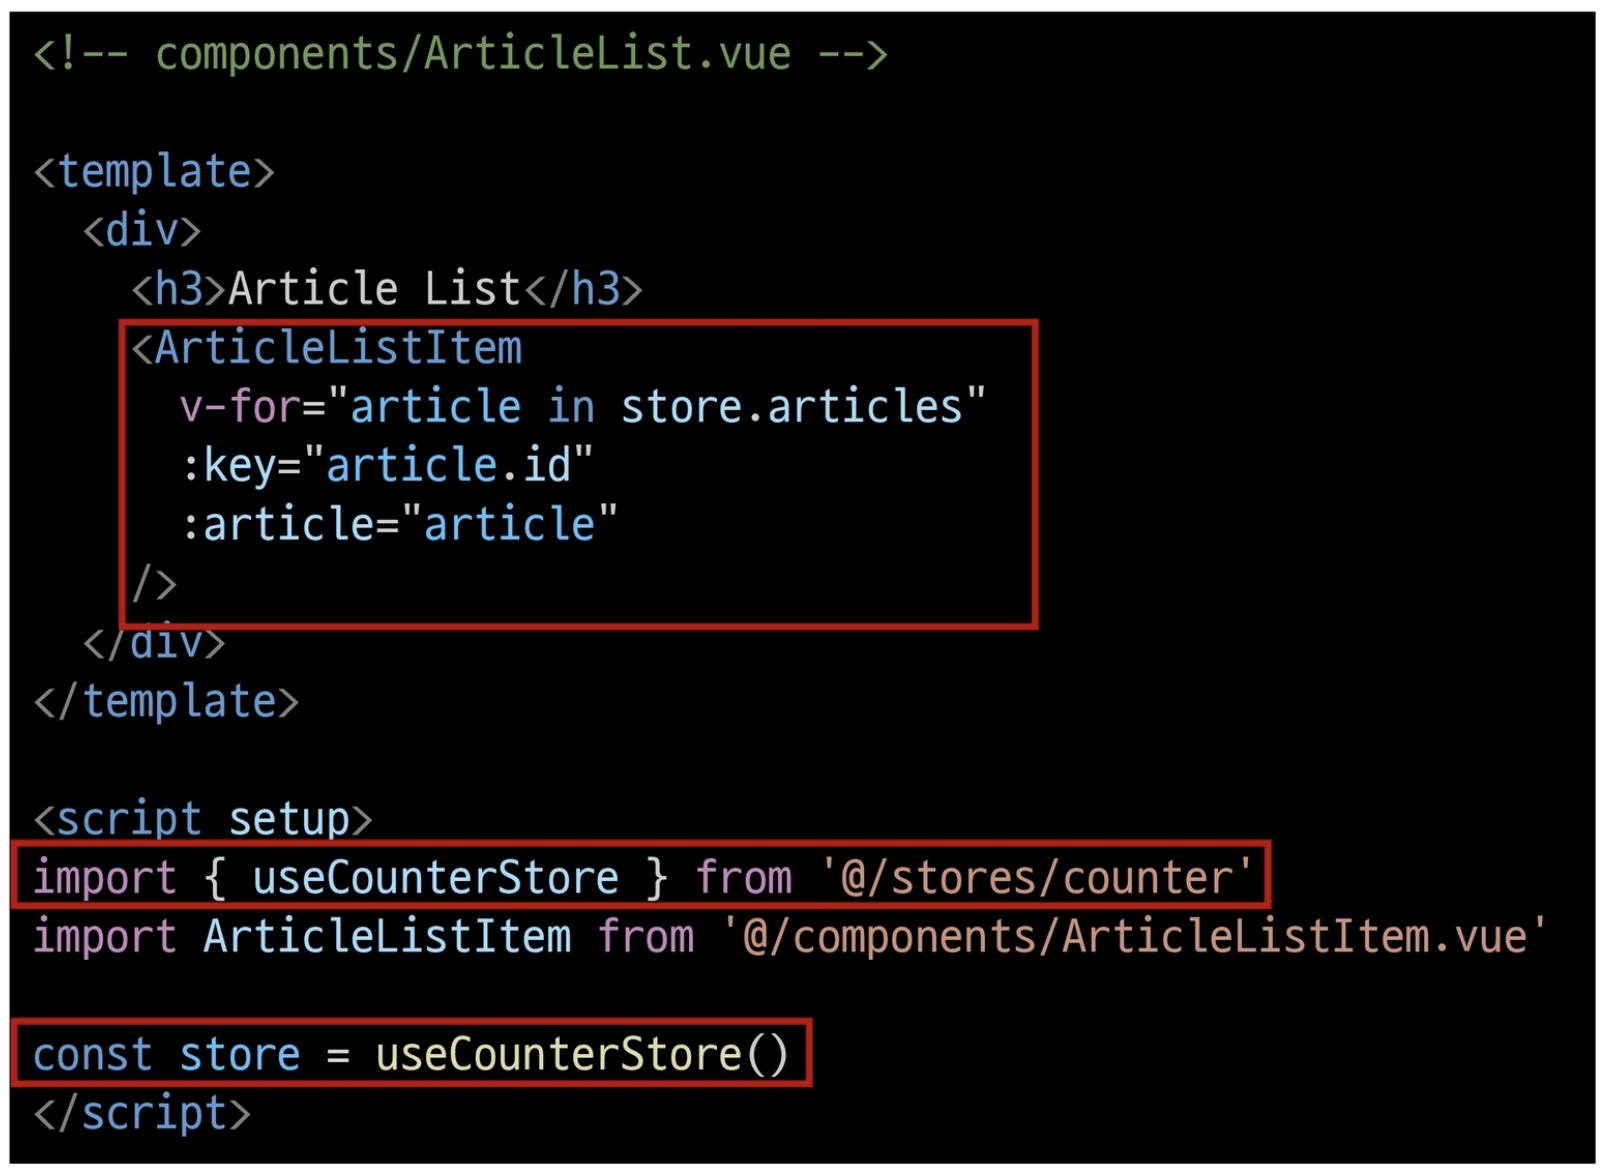 <!-- components/ArticleList.vue -->
<template>
<div>
<h3>Article List</h3>
<ArticleListItem
v-for="article in store.articles"
:key="article.id"
:article="article"
/>
</div>
</template>
<script setup>
import { useCounterStore } from '@/stores/counter'
import ArticleListItem from '@/components/ArticleListItem.vue'
const store = useCounterStore()
</script>